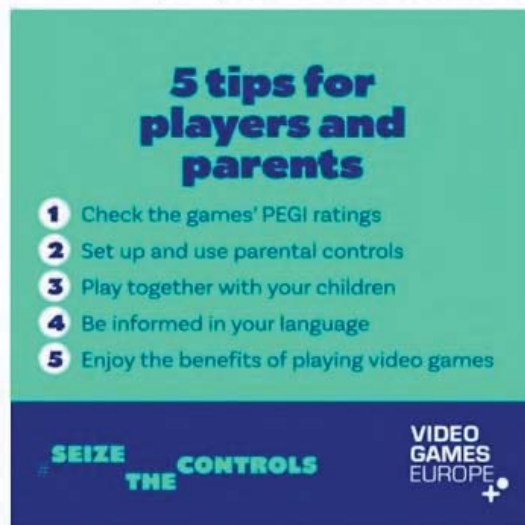 5 tips for
players and
parents
1 Check the games' PEGI ratings
2 Set up and use parental controls
3 Play together with your children
4 Be informed in your language
5 Enjoy the benefits of playing video games
#SEIZE
THE CONTROLS
VIDEO
GAMES
EUROPE